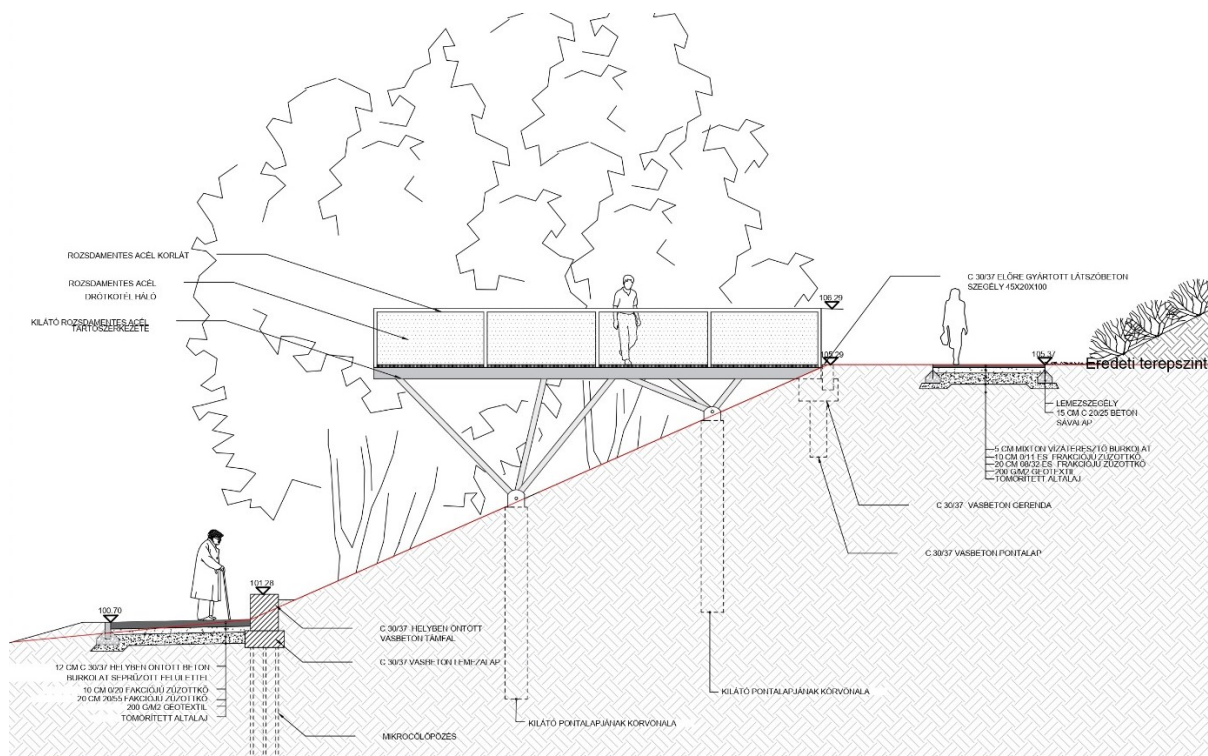 ROZSDAMENTES ACÉL KORLÁT
ROZSDAMENTES ACÉL
DRÓTKÖTÉL HÁLÓ
KILÁTÓ ROZSDAMENTES ACÉL
TARTÓSZERKEZETE
C 30/37 ELŐRE GYÁRTOTT LÁTSZÓBETON
SZEGÉLY 45X20X100
106.29
105.29
105.37
Eredeti terepszint
LEMEZSZEGÉLY
15 CM C 20/25 BETON
SÁVALAP
5 CM MIXTON VÍZÁTERESZTŐ BURKOLAT
10 CM 0/11 ES FRAKCIÓJÚ ZÚZOTTKŐ
20 CM 08/32 ES FRAKCIÓJÚ ZÚZOTTKŐ
200 G/M2 GEOTEXTIL
TÖMÖRÍTETT ALTALAJ
C 30/37 VASBETON GERENDA
C 30/37 VASBETON PONTALAP
101.28
100.70
C 30/37 HELYBEN ÖNTÖTT
VASBETON TÁMFAL
C 30/37 VASBETON LEMEZALAP
12 CM C 30/37 HELYBEN ÖNTÖTT BETON
BURKOLAT SEPRŰZÖTT FELÜLETTEL
10 CM 0/20 FAKCIÓJÚ ZÚZOTTKŐ
20 CM 20/55 FAKCIÓJÚ ZÚZOTTKŐ
200 G/M2 GEOTEXTIL
TÖMÖRÍTETT ALTALAJ
KILÁTÓ PONTALAPJÁNAK KÖRVONALA
KILÁTÓ PONTALAPJÁNAK KÖRVONALA
MIKROCÖLÖPÖZÉS